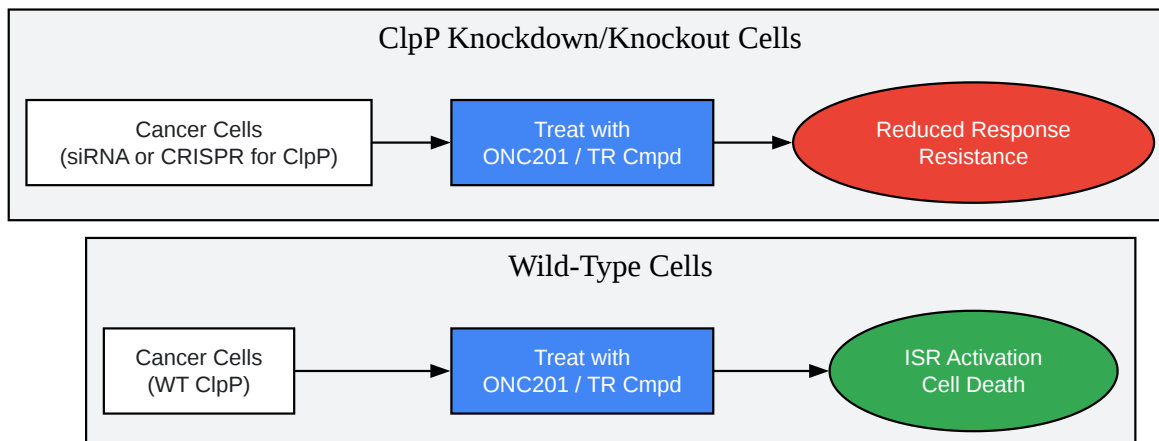 ClpP Knockdown/Knockout Cells
Cancer Cells
(siRNA or CRISPR for ClpP)
Treat with
ONC201 / TR Cmpd
Reduced Response
Resistance
Wild-Type Cells
Cancer Cells
(WT ClpP)
Treat with
ONC201 / TR Cmpd
ISR Activation
Cell Death